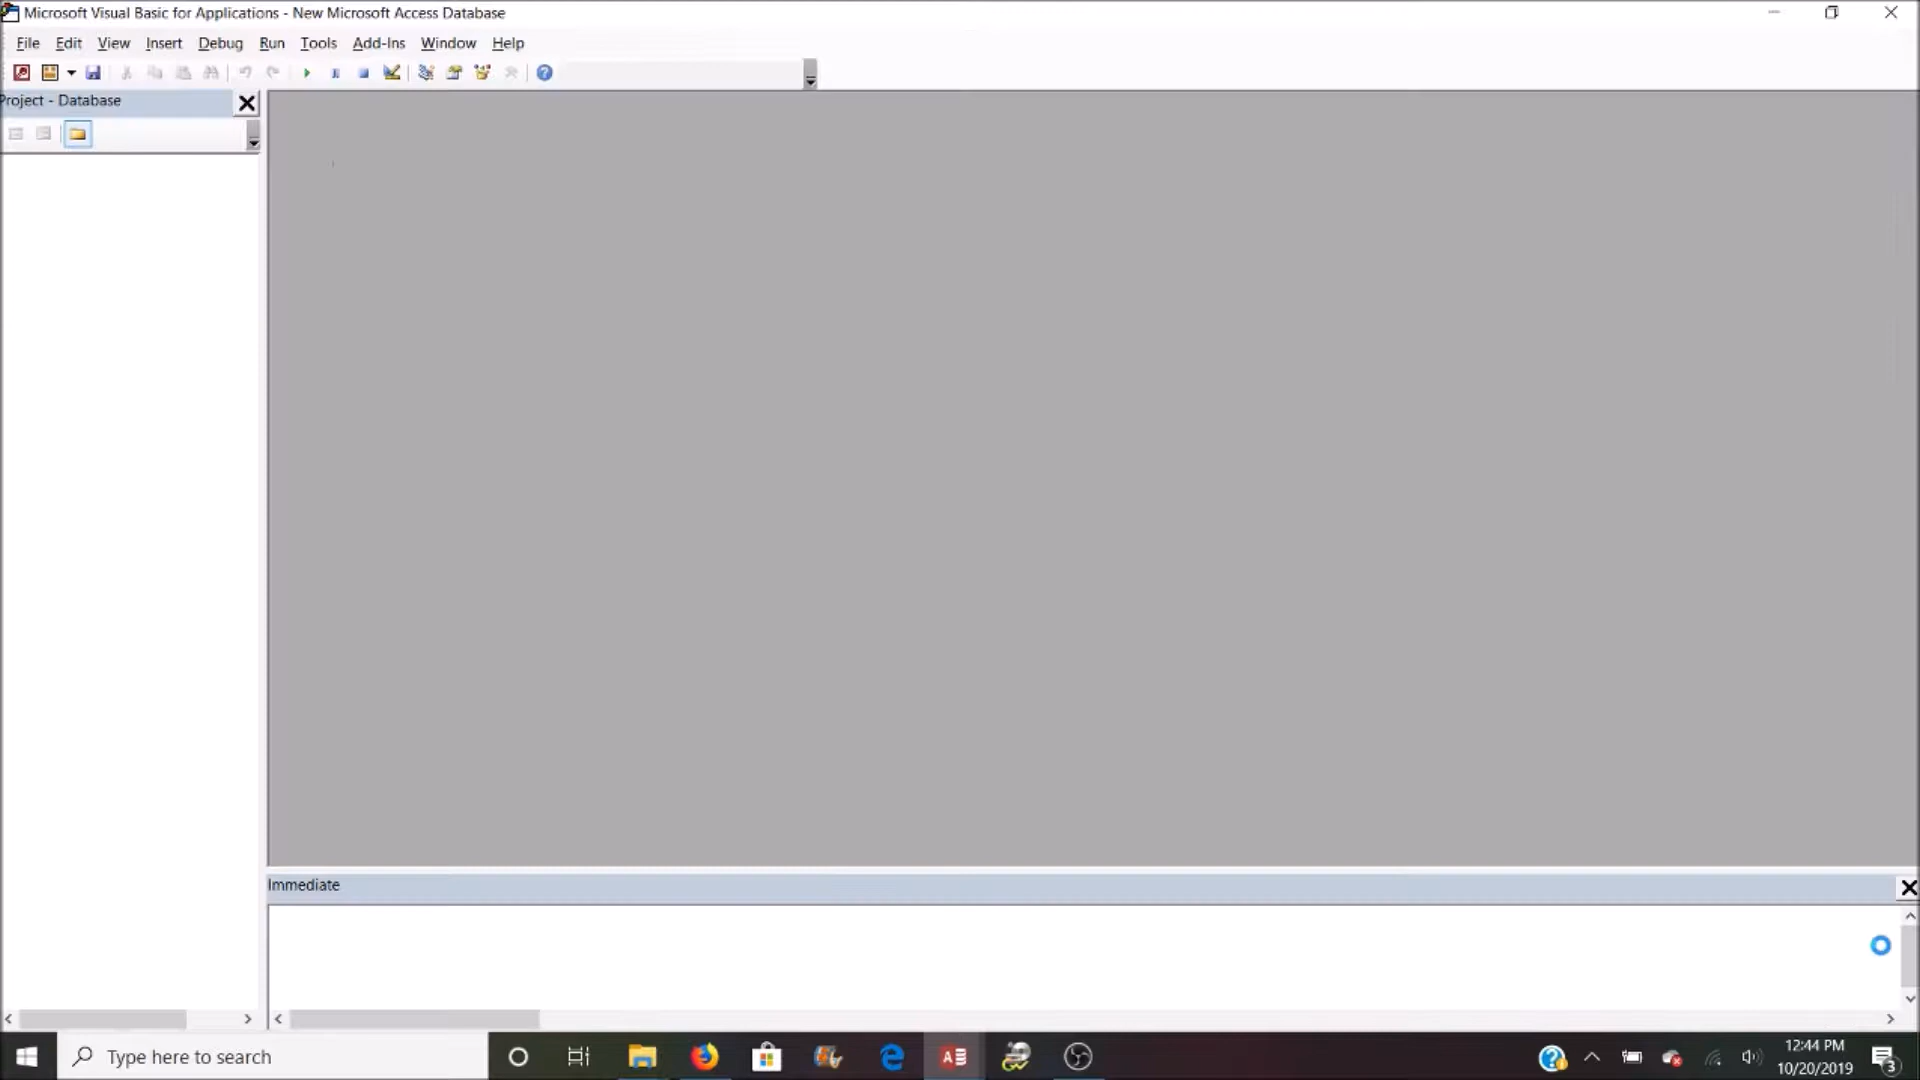 Microsoft Visual Basic for Applications - New Microsoft Access Database
File Edit View Insert Debug Run Tools Add-Ins Window Help
Project - Database
Immediate
Type here to search
A
12:44 PM
10/20/2019
3